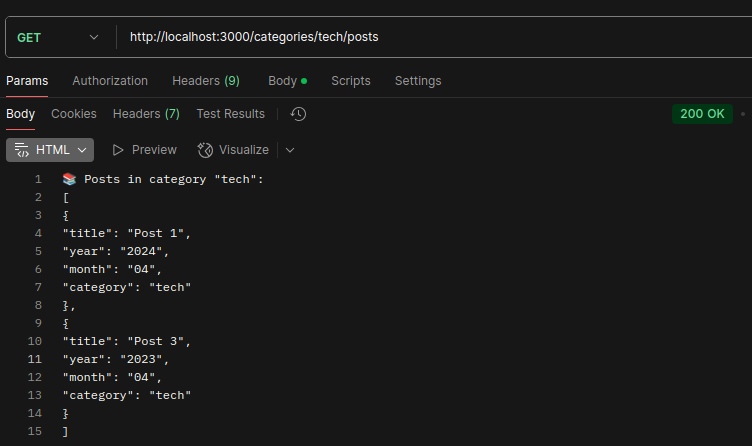 GET http://localhost:3000/categories/tech/posts
Params Authorization Headers (9) Body Scripts Settings
Body Cookies Headers (7) Test Results 200 OK
HTML Preview Visualize
1 📚 Posts in category "tech":
2 [
3 {
4 "title": "Post 1",
5 "year": "2024",
6 "month": "04",
7 "category": "tech"
8 },
9 {
10 "title": "Post 3",
11 "year": "2023",
12 "month": "04",
13 "category": "tech"
14 }
15 ]